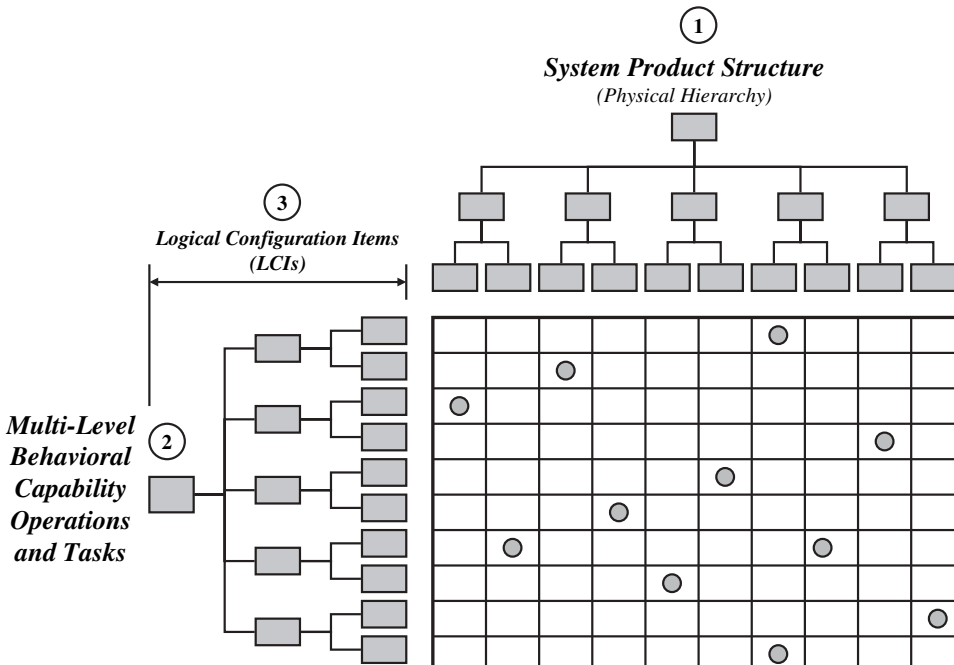 1
System Product Structure
(Physical Hierarchy)
3
Logical Configuration Items
(LCIs)
2
Multi-Level
Behavioral
Capability
Operations
and Tasks